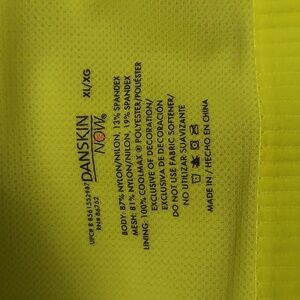 DANSKIN
NOW® XL/XG
BODY: 87% NYLON/NILON, 13% SPANDEX
MESH: 81% NYLON/NILON, 19% SPANDEX
LINING: 100% COOLMAX® POLYESTER/POLIÉSTER
EXCLUSIVE OF DECORATION/
EXCLUSIVA DE DECORACIÓN
DO NOT USE FABRIC SOFTENER/
NO UTILIZAR SUAVIZANTE
MADE IN / HECHO EN CHINA